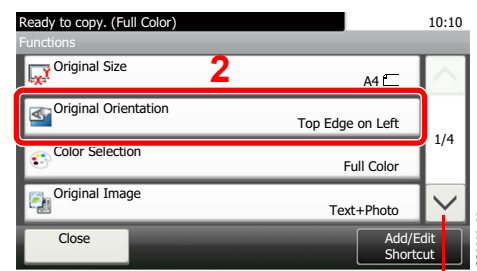 Ready to copy. (Full Color)
10:10
Functions
Original Size
2
A4
Original Orientation
Top Edge on Left
1/4
Color Selection
Full Color
Original Image
Text+Photo
Close
Add/Edit
Shortcut